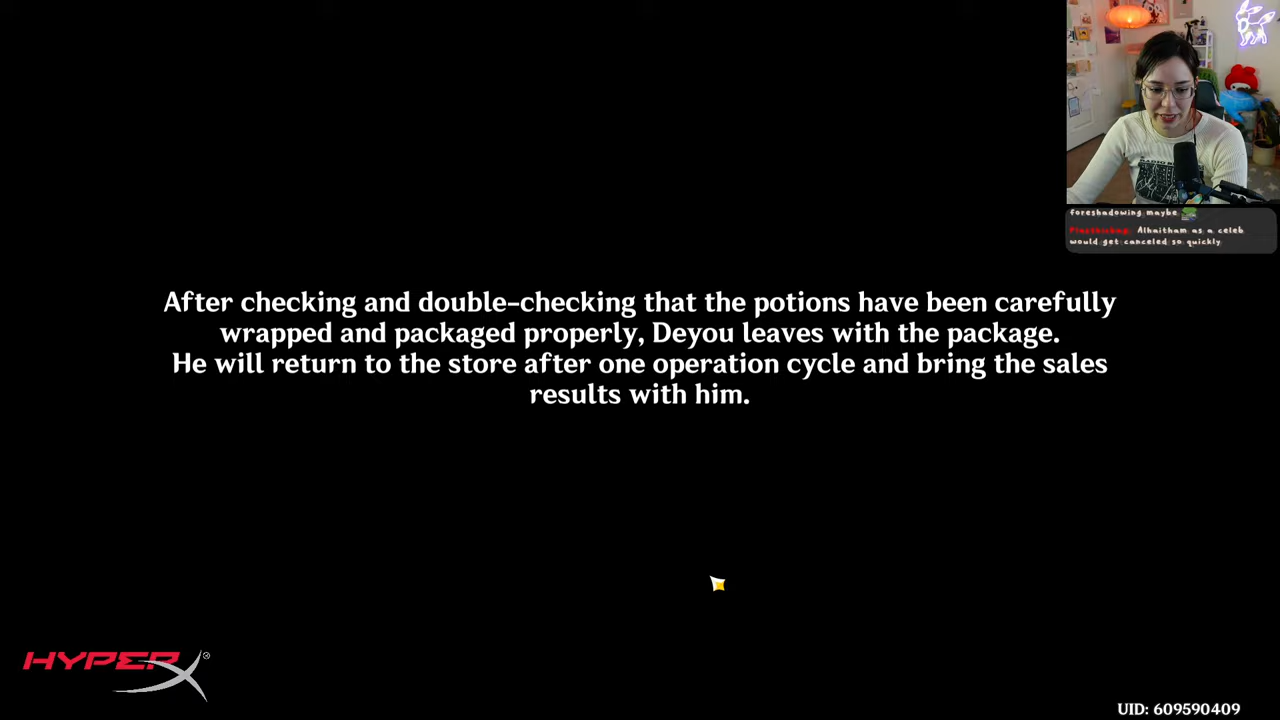 foreshadowing maybe
Plasticbag: Alhaitham as a celeb
would get canceled so quickly
After checking and double-checking that the potions have been carefully
wrapped and packaged properly, Deyou leaves with the package.
He will return to the store after one operation cycle and bring the sales
results with him.
HYPERX
UID: 609590409